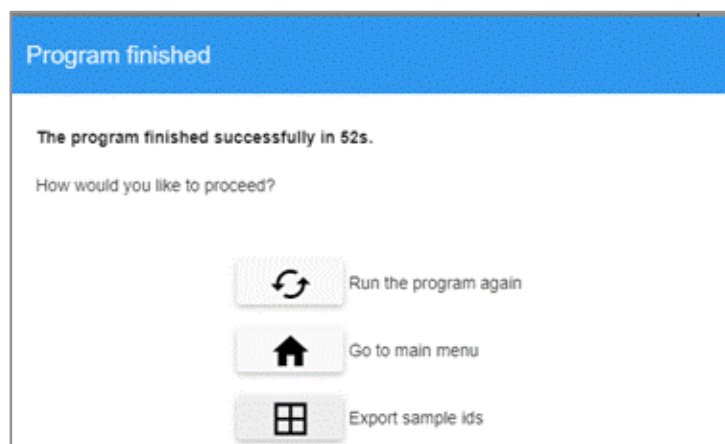 Program finished
The program finished successfully in 52s.
How would you like to proceed?
Run the program again
Go to main menu
Export sample ids